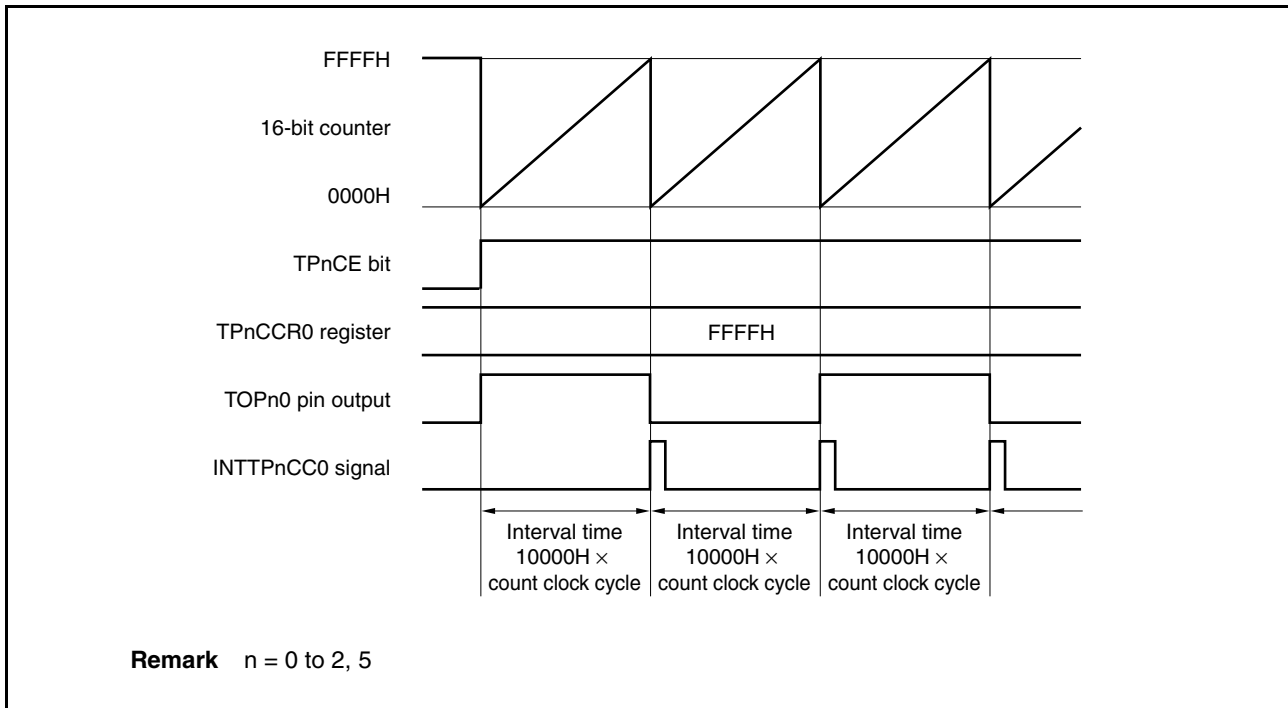 FFFFH
16-bit counter
0000H
TPnCE bit
TPnCCR0 register
FFFFH
TOPn0 pin output
INTTPnCC0 signal
Interval time
10000H ×
count clock cycle
Interval time
10000H ×
count clock cycle
Interval time
10000H ×
count clock cycle
Remark n = 0 to 2, 5